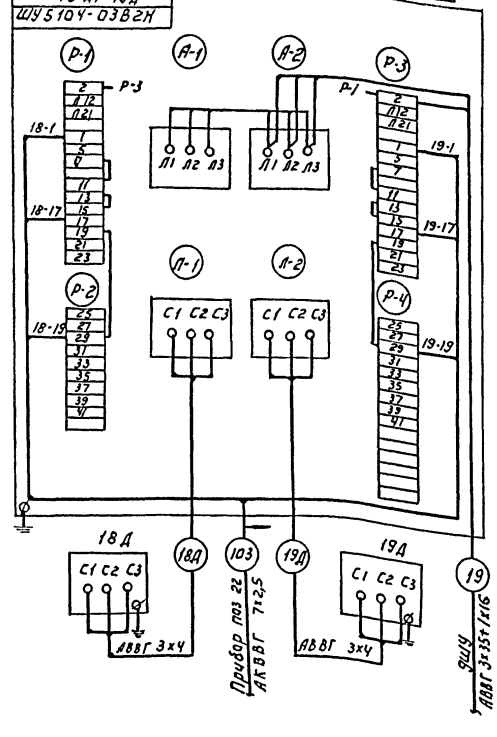 ШУ5104-03В2М
Р-1
А-1
А-2
Р-3
2
Р-3
Л12
Л21
1
5
11
13
15
17
19
21
23
18-1
18-17
Л1 Л2 Л3
Л1 Л2 Л3
Р-1
2
Л12
Л21
1
5
7
11
13
15
17
19
21
23
19-1
19-17
Р-2
Л-2
Р-4
25
27
29
31
33
35
37
39
41
18-19
С1 С2 С3
С1 С2 С3
25
27
29
31
33
35
37
39
41
19-19
18Д
С1 С2 С3
АВВГ 3х4
18Д
103
Прибор поз 22
АКВВГ 7х2,5
19Д
АВВГ 3х4
19Д
С1 С2 С3
19
АВВГ 3х35+1х16